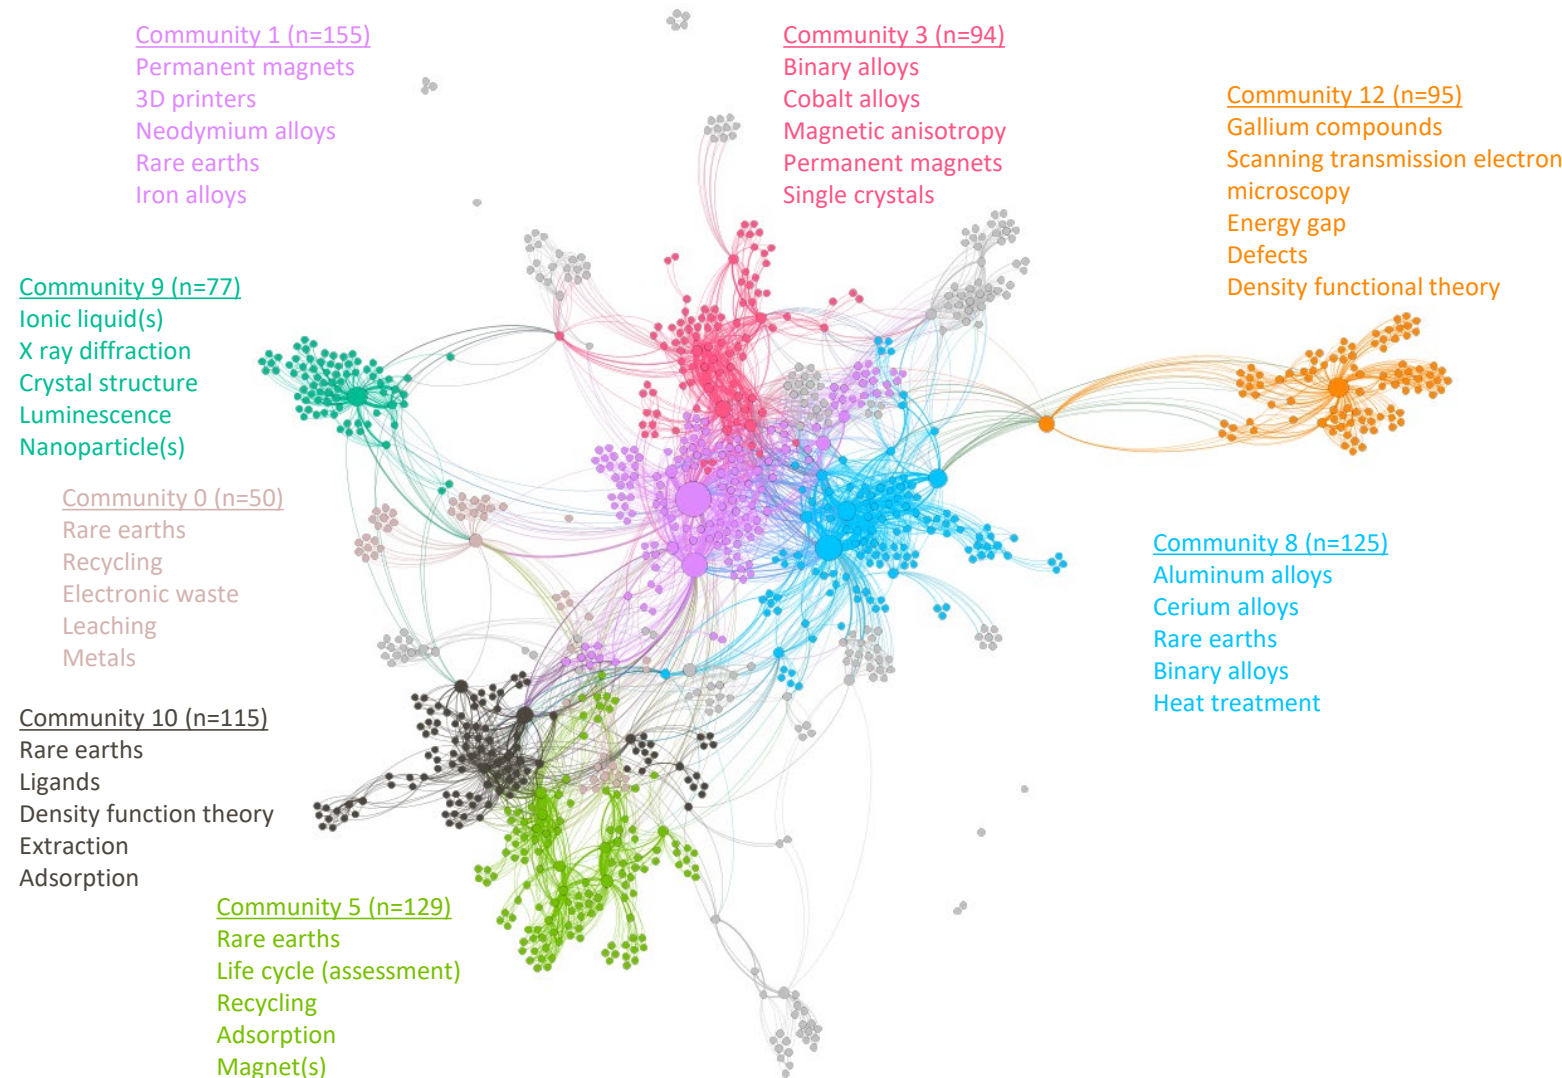 Community 1 (n=155)
Permanent magnets
3D printers
Neodymium alloys
Rare earths
Iron alloys
Community 3 (n=94)
Binary alloys
Cobalt alloys
Magnetic anisotropy
Permanent magnets
Single crystals
Community 12 (n=95)
Gallium compounds
Scanning transmission electron
microscopy
Energy gap
Defects
Density functional theory
Community 9 (n=77)
Ionic liquid(s)
X ray diffraction
Crystal structure
Luminescence
Nanoparticle(s)
Community 0 (n=50)
Rare earths
Recycling
Electronic waste
Leaching
Metals
Community 8 (n=125)
Aluminum alloys
Cerium alloys
Rare earths
Binary alloys
Heat treatment
Community 10 (n=115)
Rare earths
Ligands
Density function theory
Extraction
Adsorption
Community 5 (n=129)
Rare earths
Life cycle (assessment)
Recycling
Adsorption
Magnet(s)